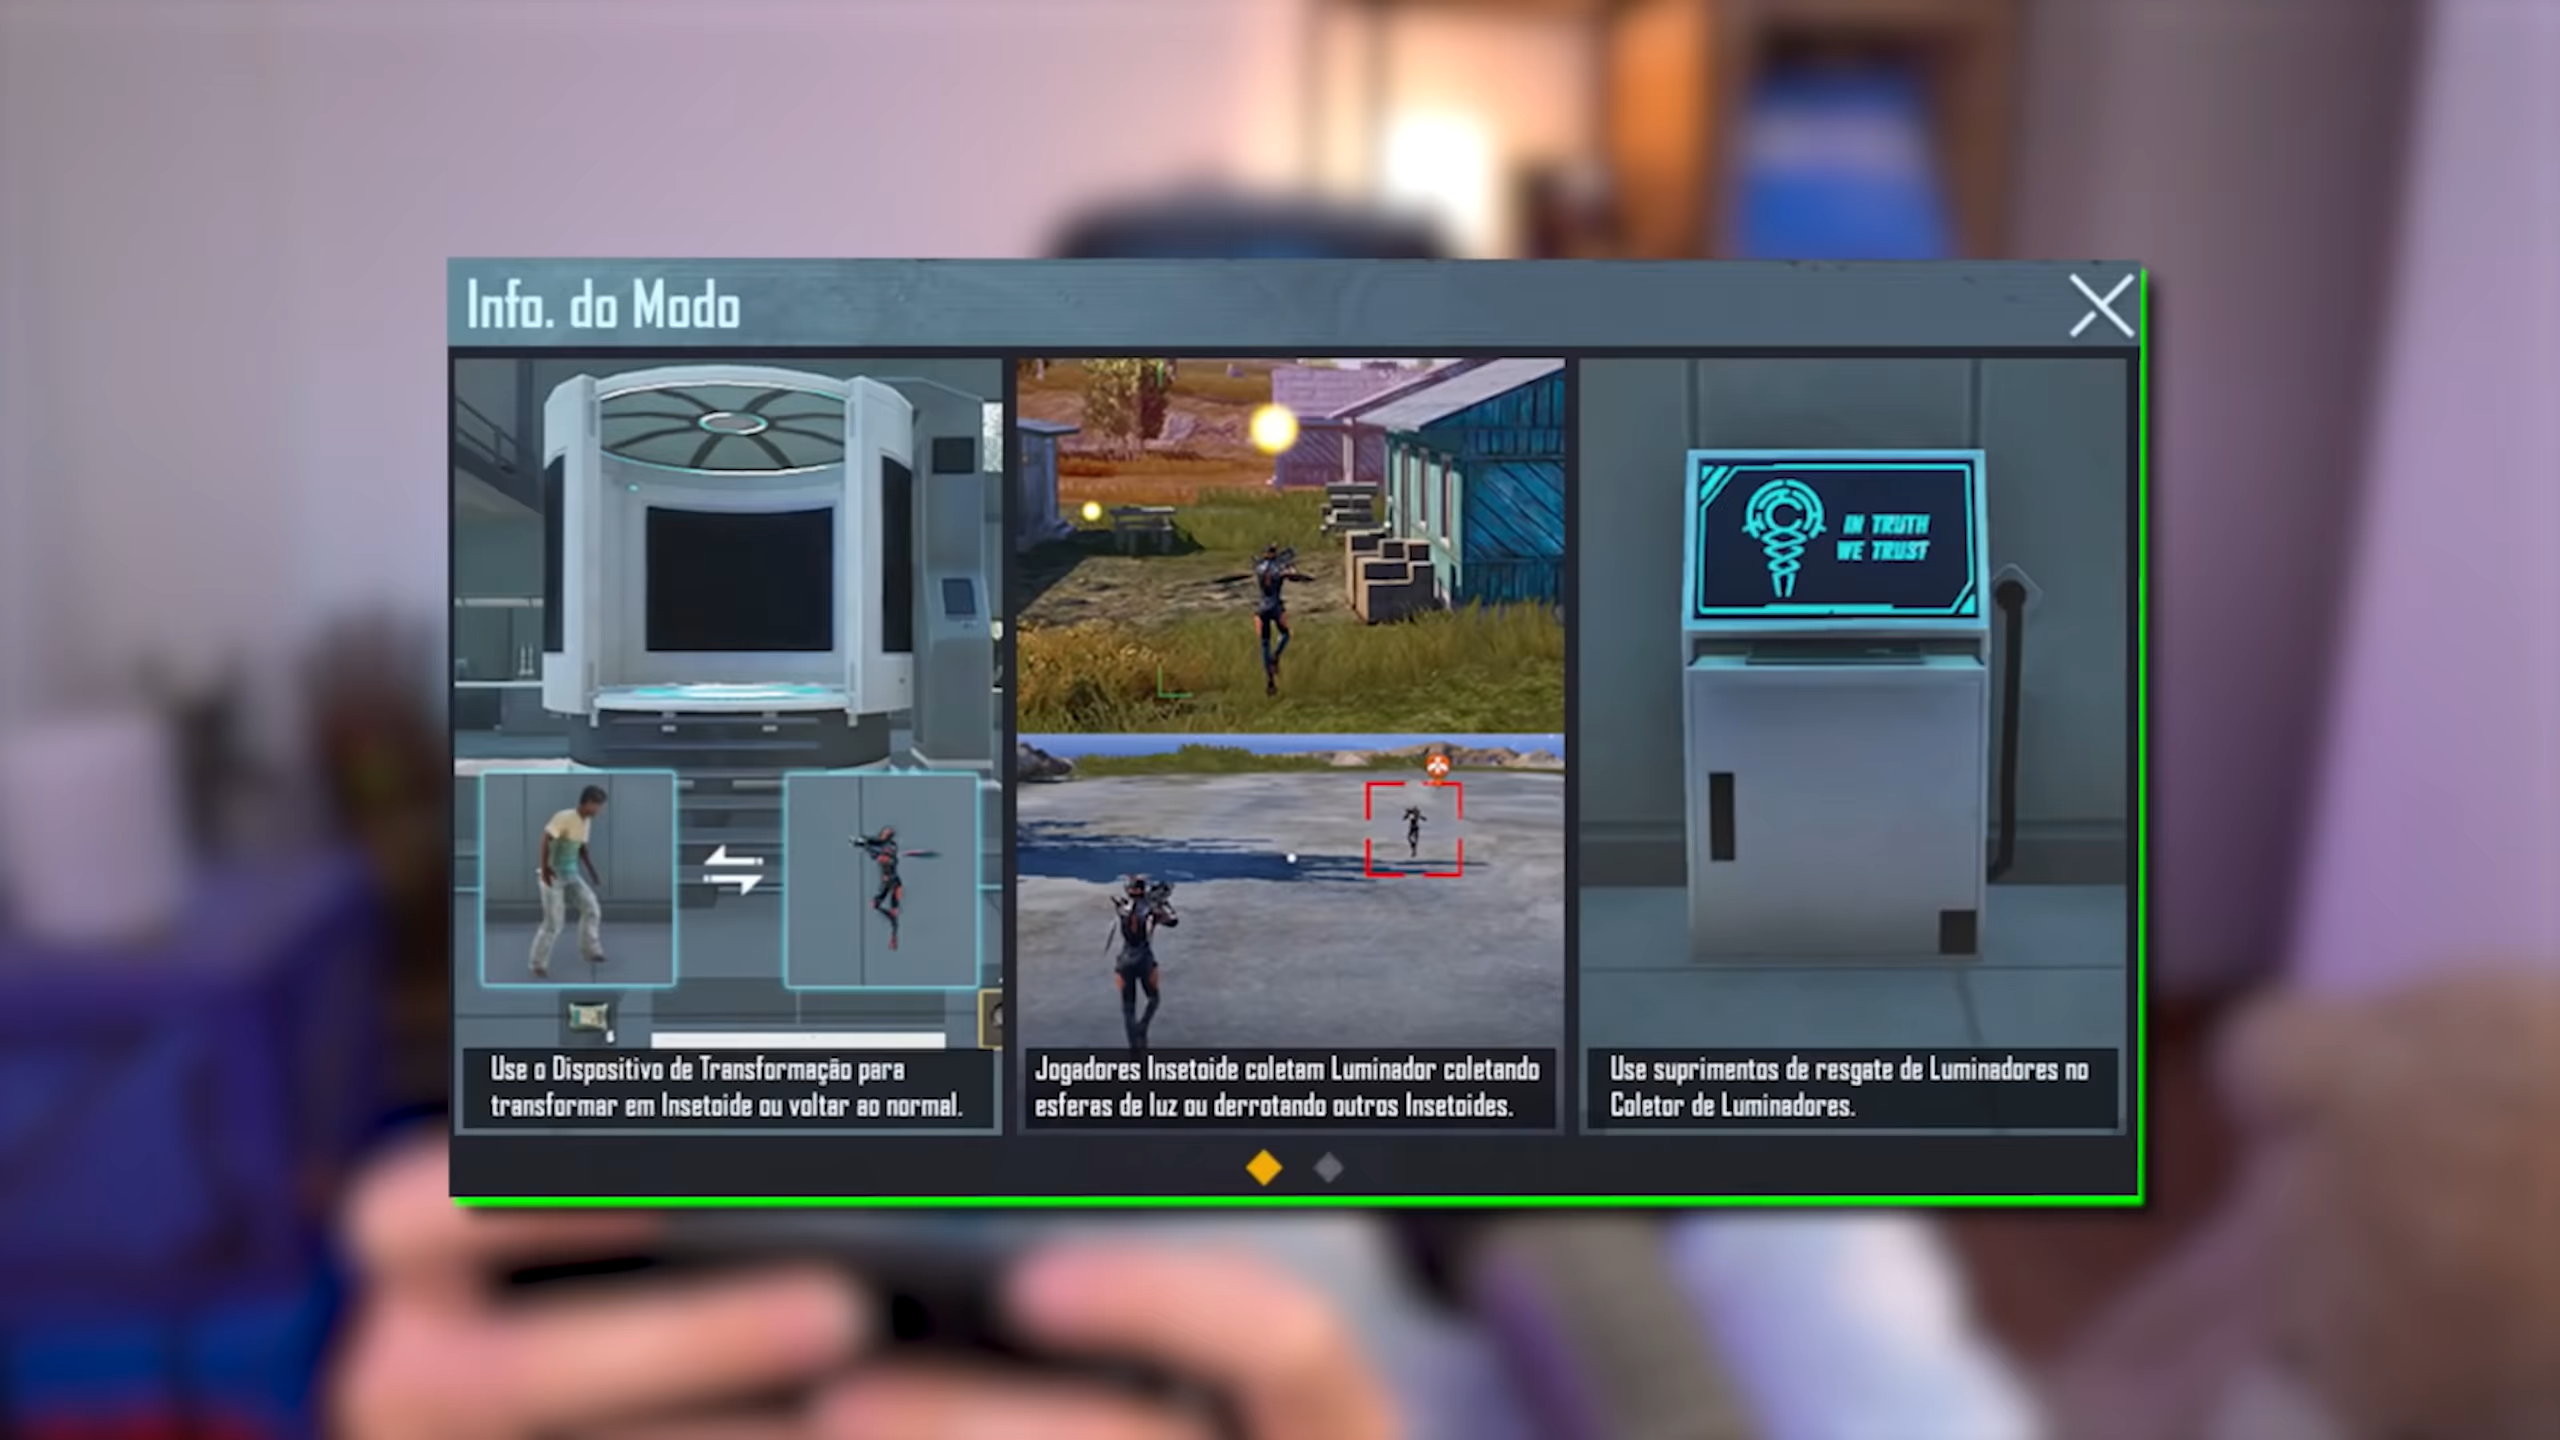 Info. do Modo
IN TRUTH
WE TRUST
Use o Dispositivo de Transformação para
transformar em Insetoide ou voltar ao normal.
Jogadores Insetoide coletam Luminador coletando
esferas de luz ou derrotando outros Insetoides.
Use suprimentos de resgate de Luminadores no
Coletor de Luminadores.